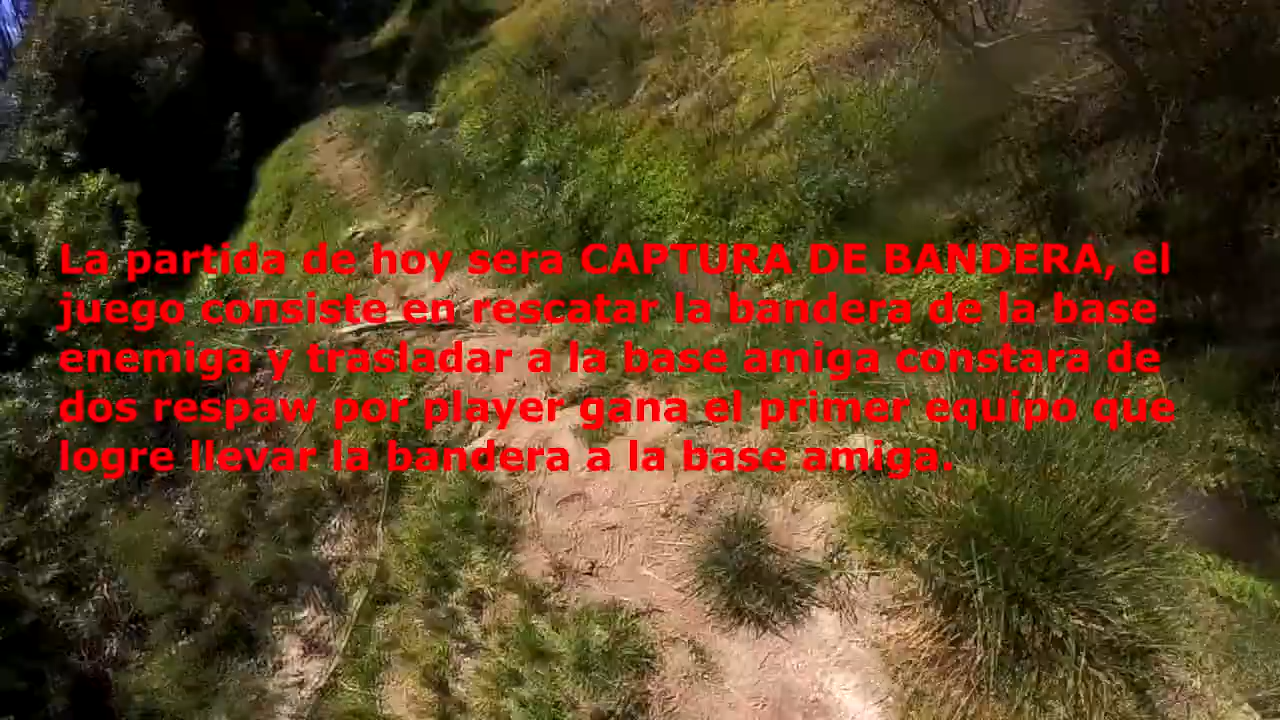 La partida de hoy sera CAPTURA DE BANDERA, el
juego consiste en rescatar la bandera de la base
enemiga y trasladar a la base amiga constara de
dos respaw por player gana el primer equipo que
logre llevar la bandera a la base amiga.